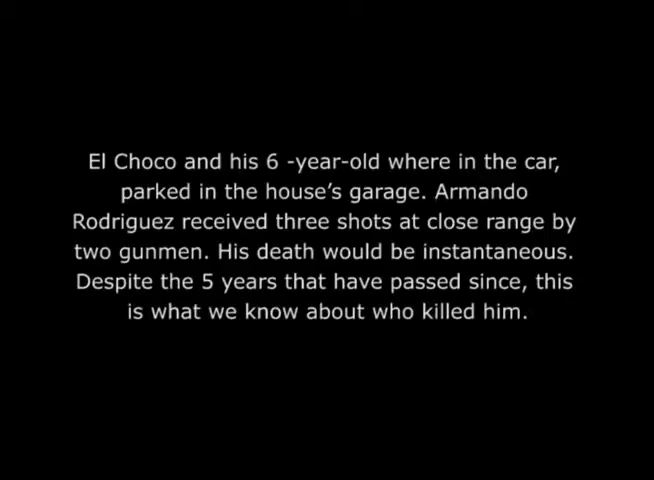 El Choco and his 6 -year-old where in the car,
parked in the house’s garage. Armando
Rodriguez received three shots at close range by
two gunmen. His death would be instantaneous.
Despite the 5 years that have passed since, this
is what we know about who killed him.